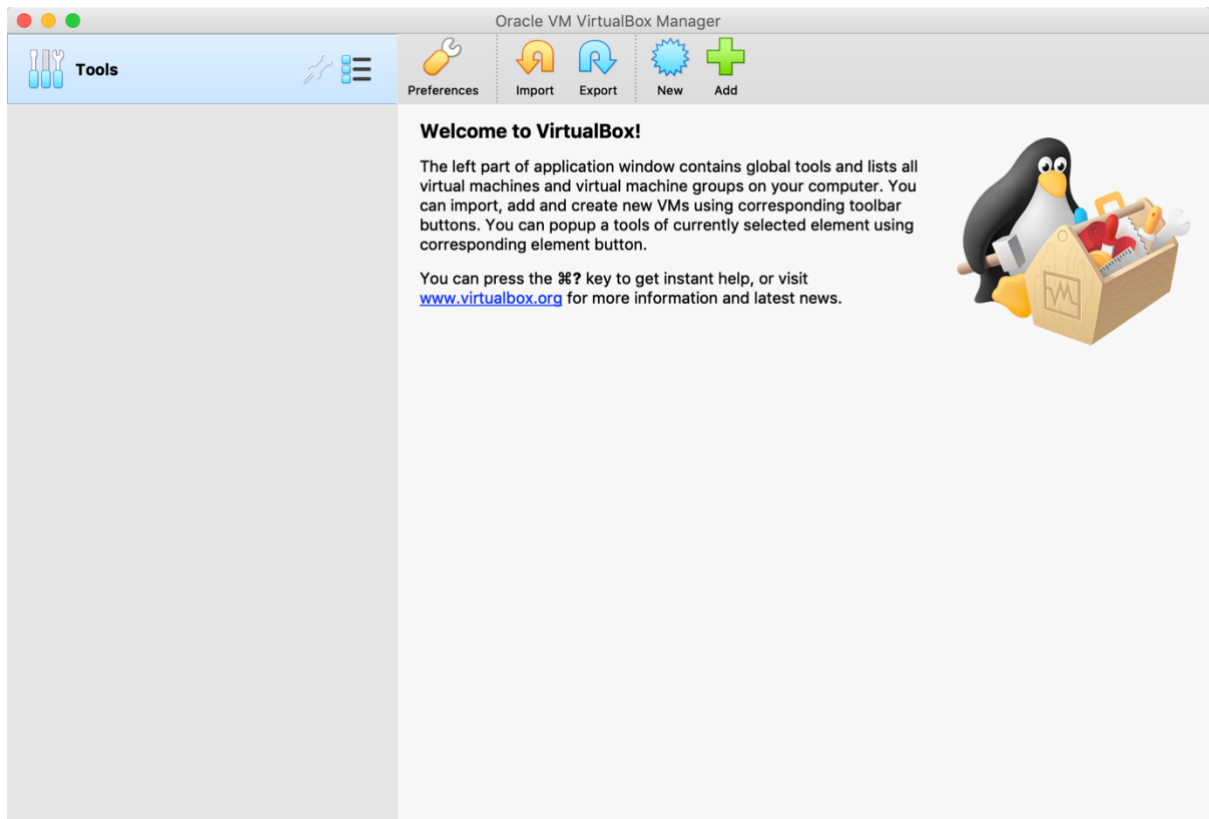 Oracle VM VirtualBox Manager
Tools
Preferences
Import
Export
New
Add
Welcome to VirtualBox!
The left part of application window contains global tools and lists all
virtual machines and virtual machine groups on your computer. You
can import, add and create new VMs using corresponding toolbar
buttons. You can popup a tools of currently selected element using
corresponding element button.
You can press the ⌘? key to get instant help, or visit
www.virtualbox.org for more information and latest news.